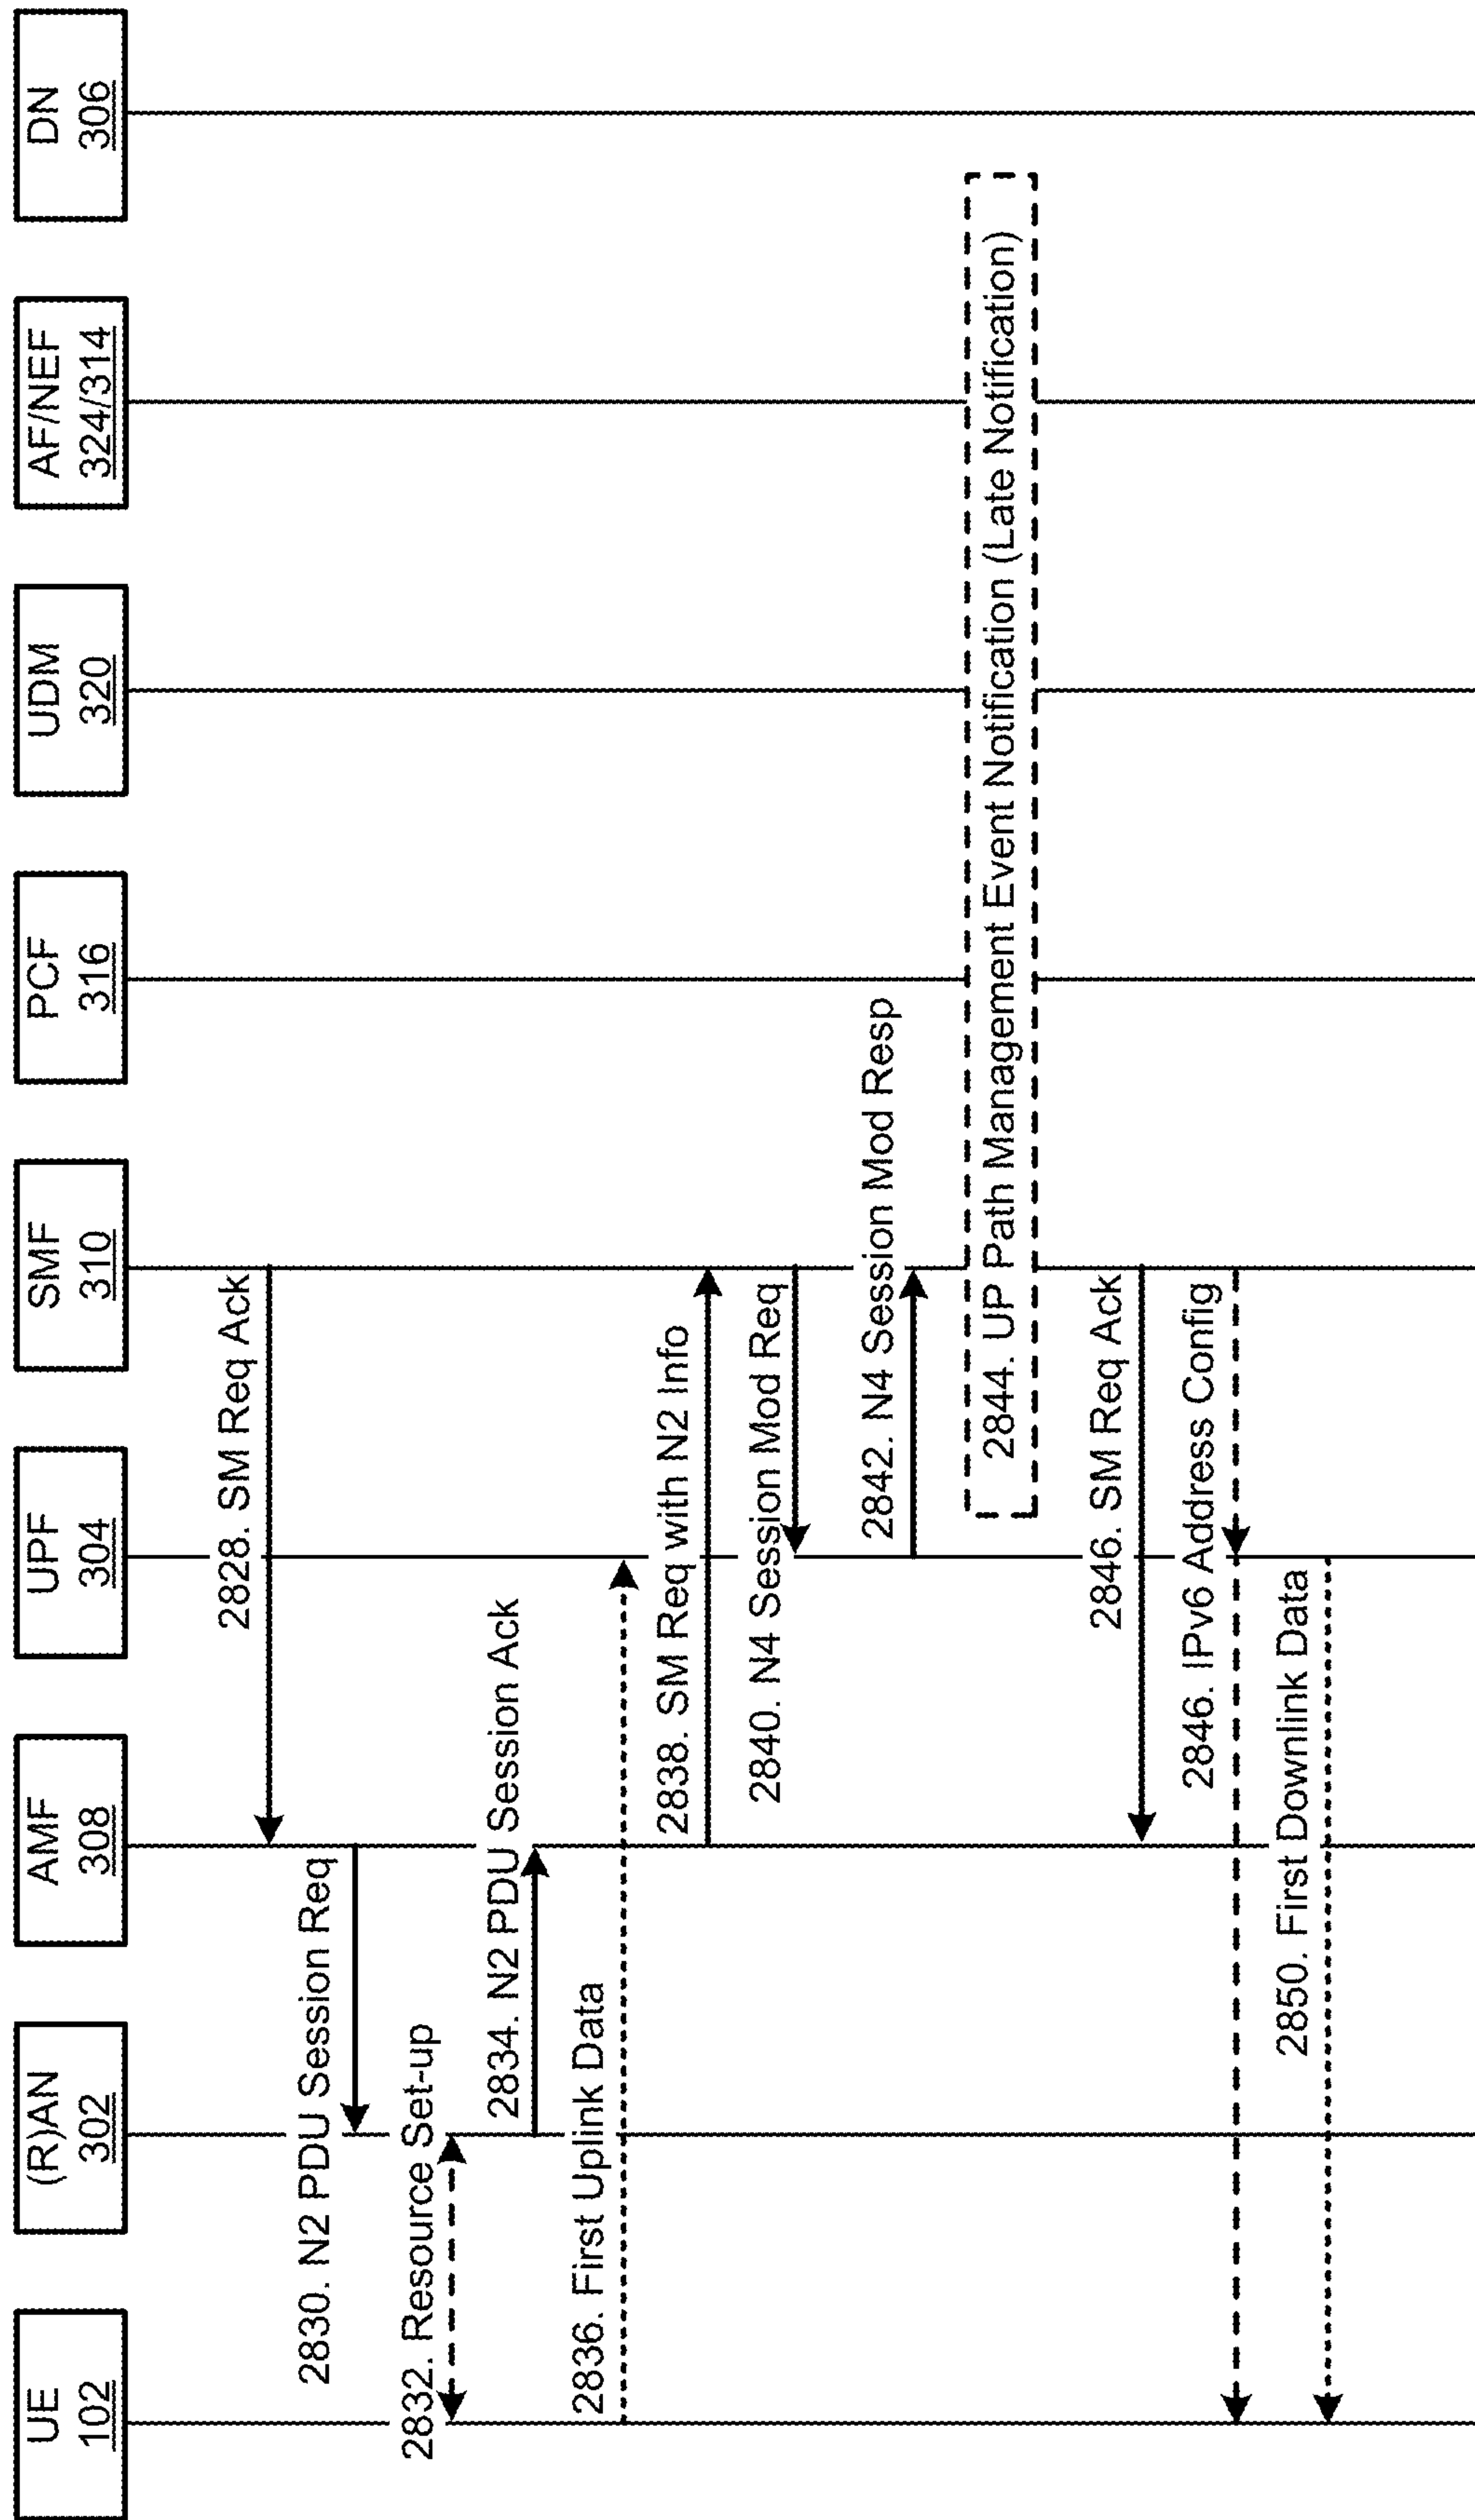 UE
102
(R)AN
302
AMF
308
UPF
304
SMF
310
PCF
316
UDM
320
AF/NEF
324/314
DN
306
2828. SM Req Ack
2830. N2 PDU Session Req
2832. Resource Set-up
2834. N2 PDU Session Ack
2836. First Uplink Data
2838. SM Req with N2 Info
2840. N4 Session Mod Req
2842. N4 Session Mod Resp
2844. UP Path Management Event Notification (Late Notification)
2846. SM Req Ack
2846. IPv6 Address Config
2850. First Downlink Data